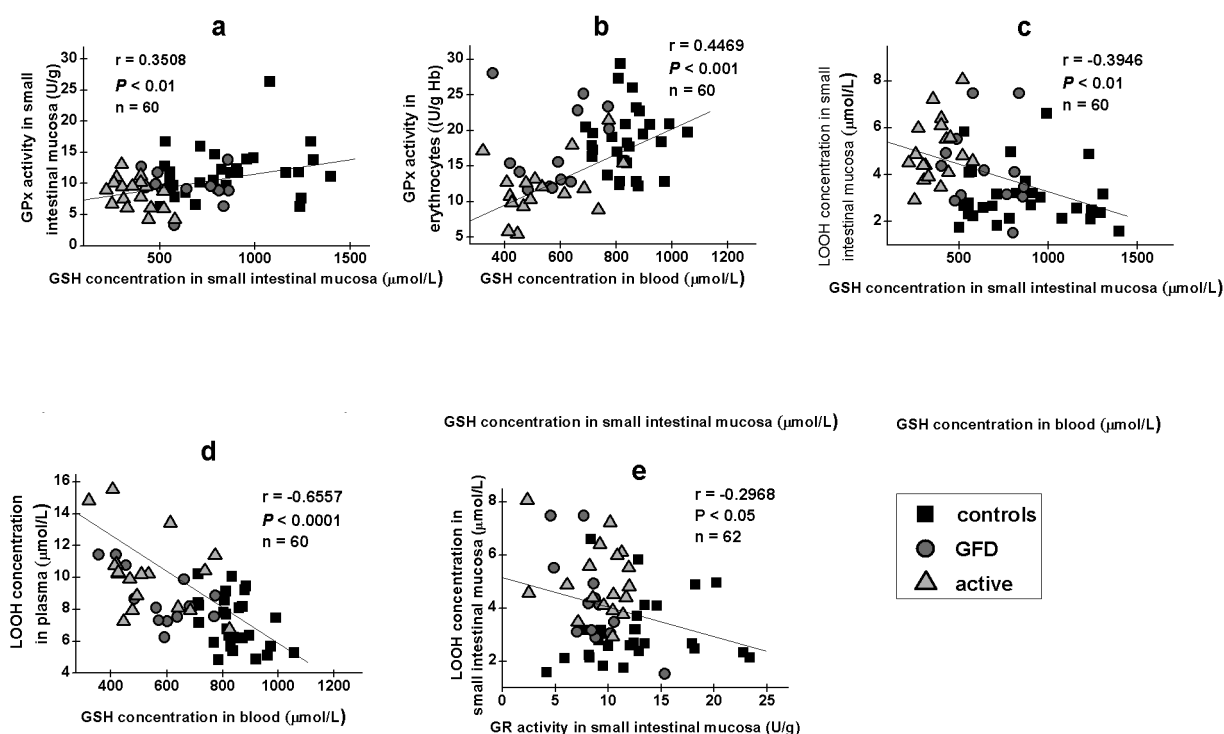 a
GPx activity in small
intestinal mucosa (U/g)
30
25
20
15
10
5
0
r = 0.3508
P < 0.01
n = 60
500
1000
1500
GSH concentration in small intestinal mucosa (μmol/L)
b
GPx activity in
erythrocytes ((U/g Hb)
30
25
20
15
10
5
r = 0.4469
P < 0.001
n = 60
400
600
800
1000
1200
GSH concentration in blood (μmol/L)
c
LOOH concentration in small
intestinal mucosa (μmol/L)
8
6
4
2
r = -0.3946
P < 0.01
n = 60
500
1000
1500
GSH concentration in small intestinal mucosa (μmol/L)
GSH concentration in small intestinal mucosa (μmol/L)
GSH concentration in blood (μmol/L)
d
LOOH concentration
in plasma (μmol/L)
16
14
12
10
8
6
4
r = -0.6557
P < 0.0001
n = 60
400
600
800
1000
1200
GSH concentration in blood (μmol/L)
e
LOOH concentration in
small intestinal mucosa (μmol/L)
8
6
4
2
r = -0.2968
P < 0.05
n = 62
0
5
10
15
20
25
GR activity in small intestinal mucosa (U/g)
controls
GFD
active